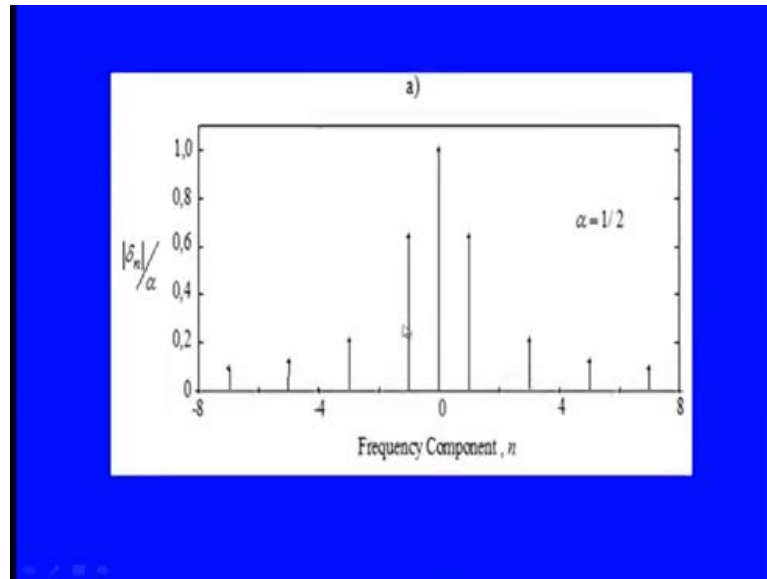 a)
1,0
0,8
α=1/2
0,6
|δₙ|/α
0,4
0,2
0
-8 -4 0 4 8
Frequency Component , n